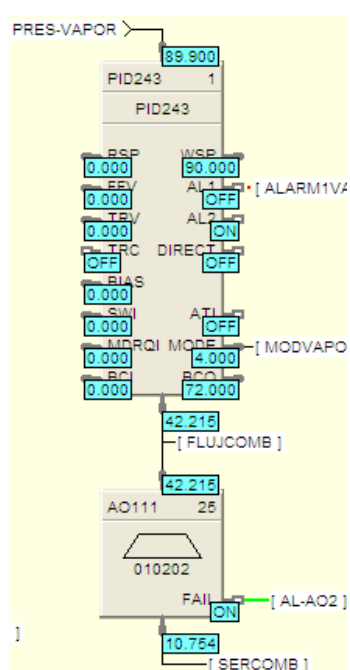 PRES-VAPOR
89.900
PID243 1
PID243
RSP WSP
0.000 90.000
FFV AL1 [ ALARM1VA
0.000 OFF
TRV AL2
0.000 ON
TRC DIRECT
OFF OFF
BIAS
0.000
SWI ATI
0.000 OFF
MDRQI MODE [ MODVAPO
0.000 4.000
BCI BCO
0.000 72.000
42.215
[ FLUJCOMB ]
42.215
AO111 25
010202
FAIL [ AL-AO2 ]
ON
]
10.754
[ SERCOMB ]